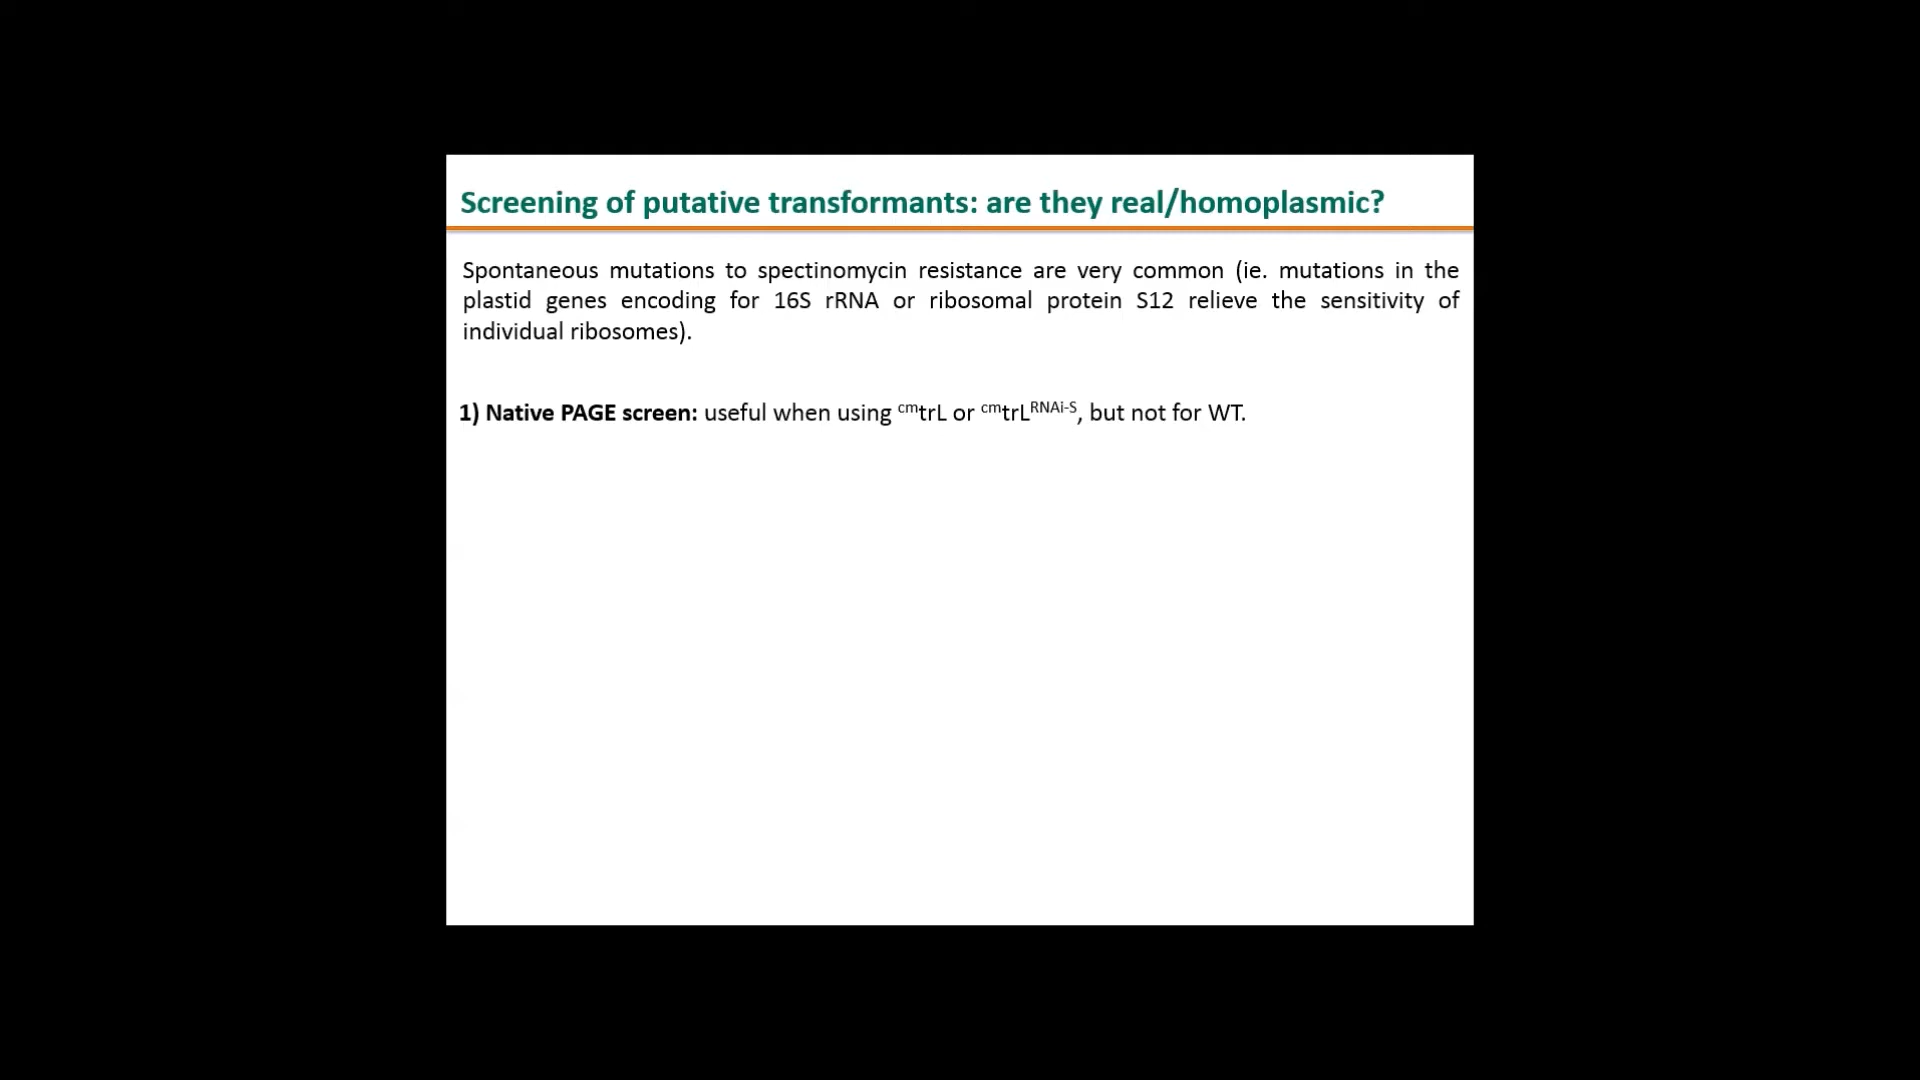 Screening of putative transformants: are they real/homoplasmic?
Spontaneous mutations to spectinomycin resistance are very common (ie. mutations in the
plastid genes encoding for 16S rRNA or ribosomal protein S12 relieve the sensitivity of
individual ribosomes).
1) Native PAGE screen: useful when using ᶜᵐtrL or ᶜᵐtrLRNAi-S, but not for WT.